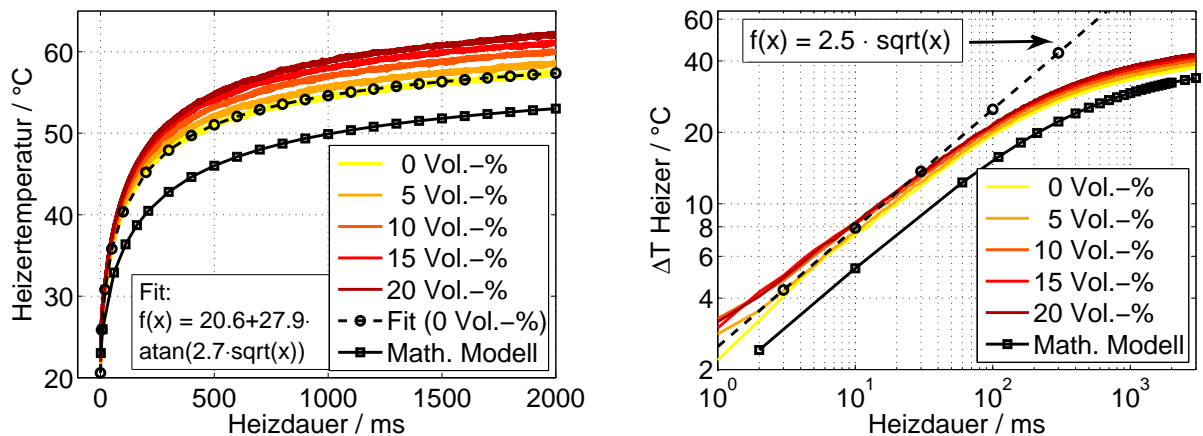 60
50
40
30
20
0
500
1000
1500
2000
Heizertemperatur / °C
Heizdauer / ms
0 Vol.−%
5 Vol.−%
10 Vol.−%
15 Vol.−%
20 Vol.−%
Fit (0 Vol.−%)
Math. Modell
Fit:
f(x) = 20.6+27.9·
atan(2.7·sqrt(x))
60
40
20
10
8
6
4
2
10^0
10^1
10^2
10^3
ΔT Heizer / °C
Heizdauer / ms
f(x) = 2.5 · sqrt(x)
0 Vol.−%
5 Vol.−%
10 Vol.−%
15 Vol.−%
20 Vol.−%
Math. Modell